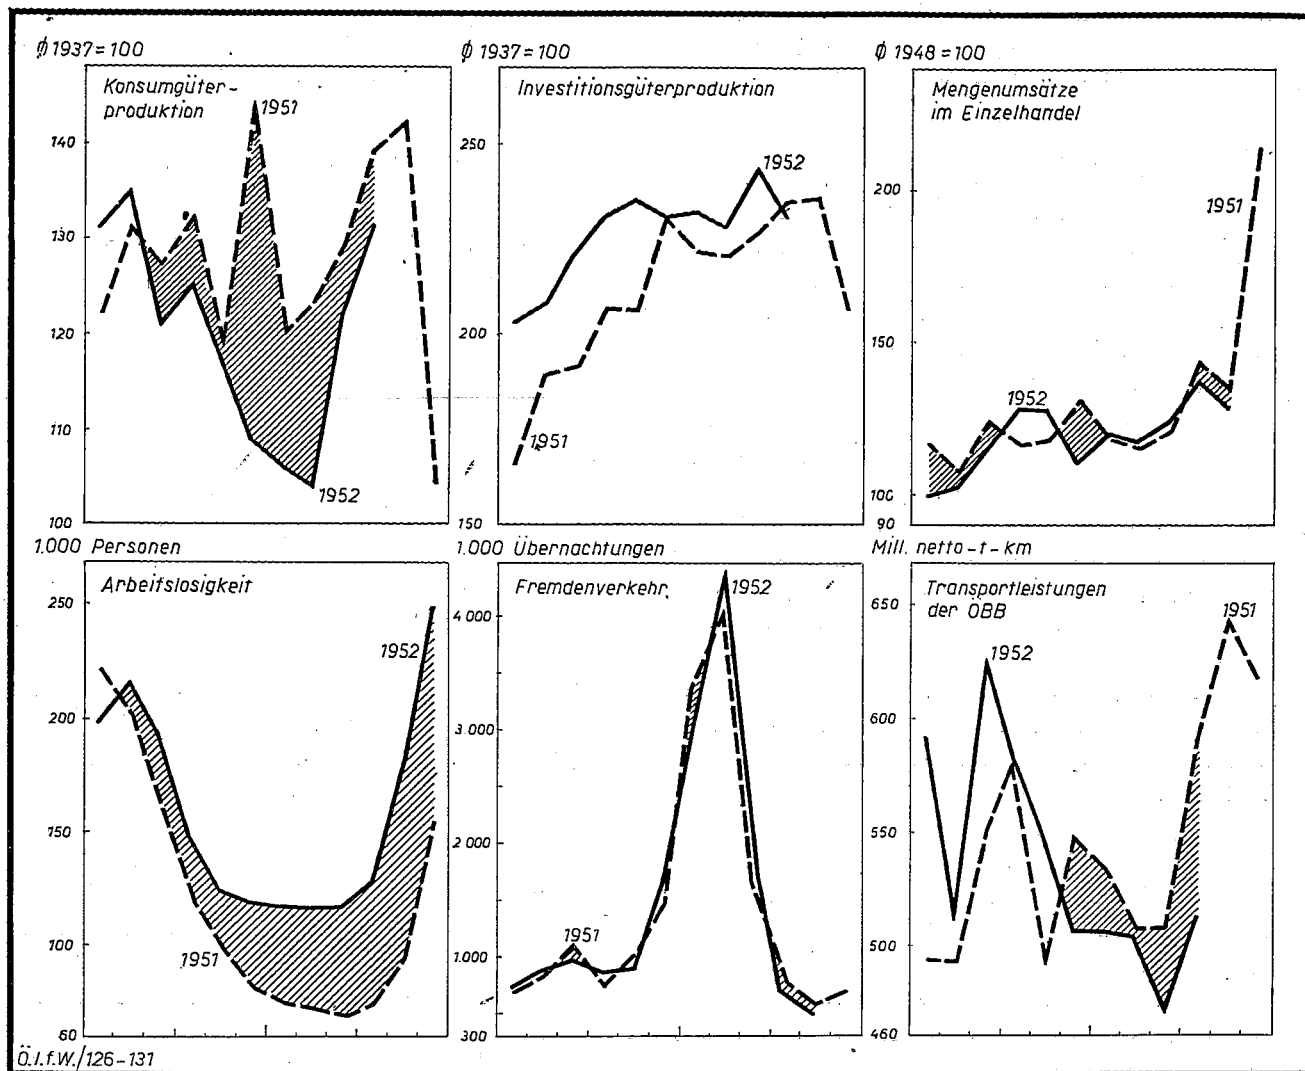 ϕ 1937=100
Konsumgüter-
produktion
1951
140
130
120
110
1952
100
ϕ 1937=100
Investitionsgüterproduktion
250
1952
200
1951
150
ϕ 1948=100
Mengenumsätze
im Einzelhandel
200
1951
150
1952
100
90
1.000 Personen
Arbeitslosigkeit
250
1952
200
150
100
1951
60
1.000 Übernachtungen
Fremdenverkehr
1952
4 000
3 000
2 000
1951
1.000
300
Mill. netto-t-km
Transportleistungen
der ÖBB
650
1951
1952
600
550
500
460
Ö.I.f.W./126-131